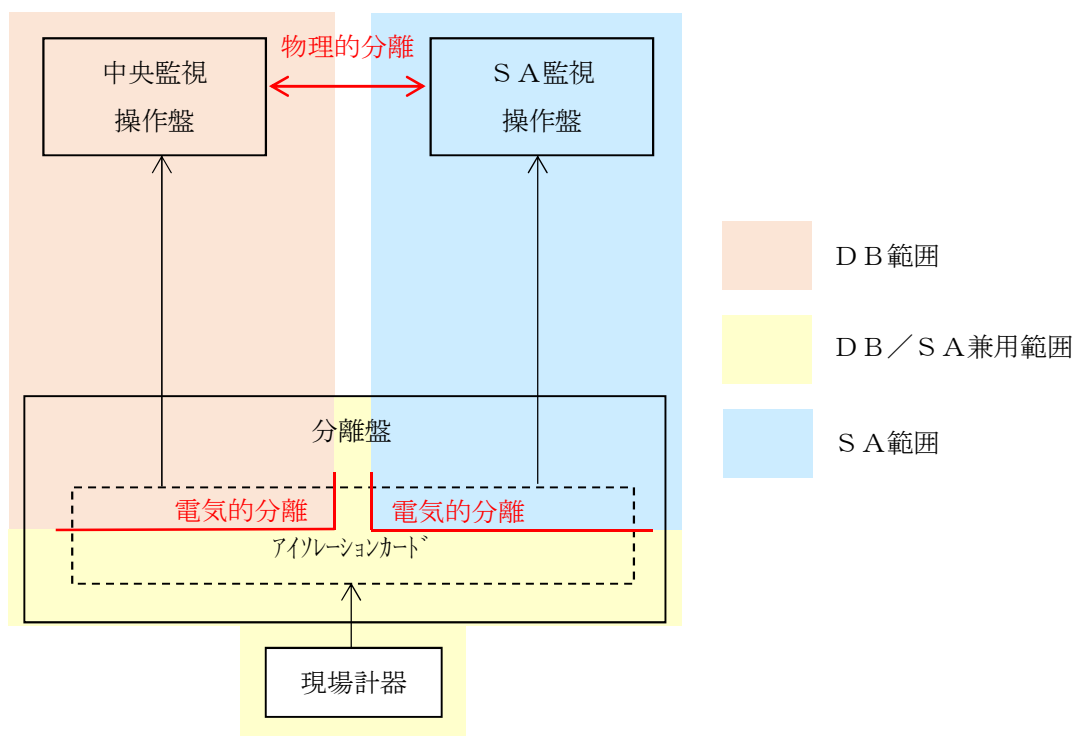 物理的分離
中央監視
操作盤
ＳＡ監視
操作盤
ＤＢ範囲
ＤＢ／ＳＡ兼用範囲
ＳＡ範囲
分離盤
電気的分離
電気的分離
ｱｲｿﾚｰｼｮﾝｶｰﾄﾞ
現場計器